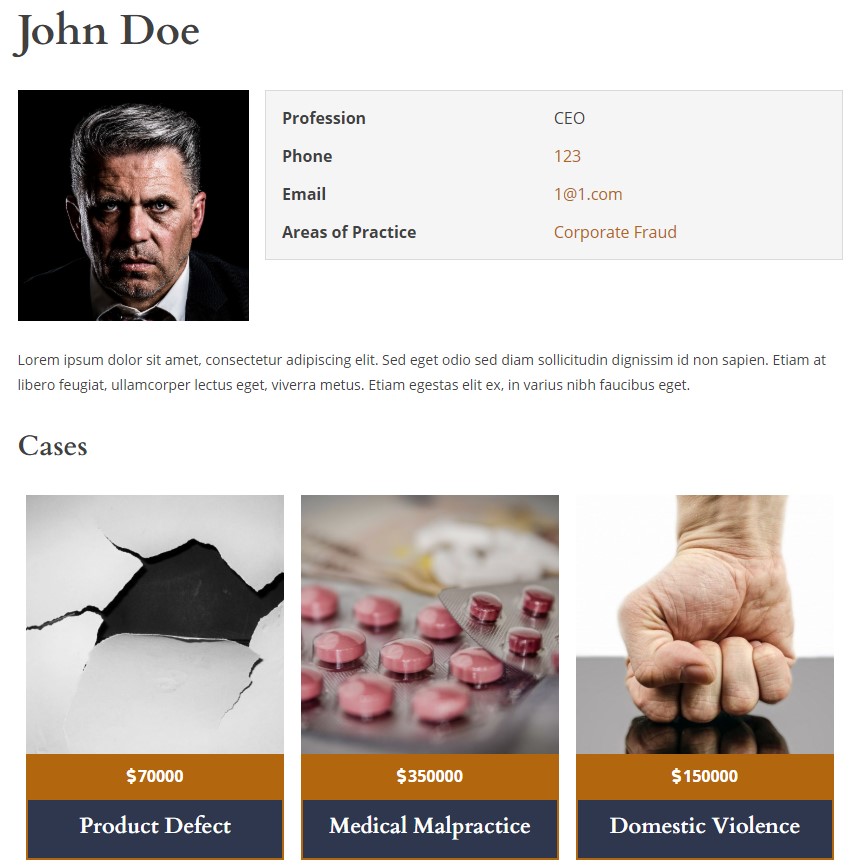 John Doe
Profession CEO
Phone 123
Email 1@1.com
Areas of Practice Corporate Fraud
Lorem ipsum dolor sit amet, consectetur adipiscing elit. Sed eget odio sed diam sollicitudin dignissim id non sapien. Etiam at
libero feugiat, ullamcorper lectus eget, viverra metus. Etiam egestas elit ex, in varius nibh faucibus eget.
Cases
$70000
Product Defect
$350000
Medical Malpractice
$150000
Domestic Violence